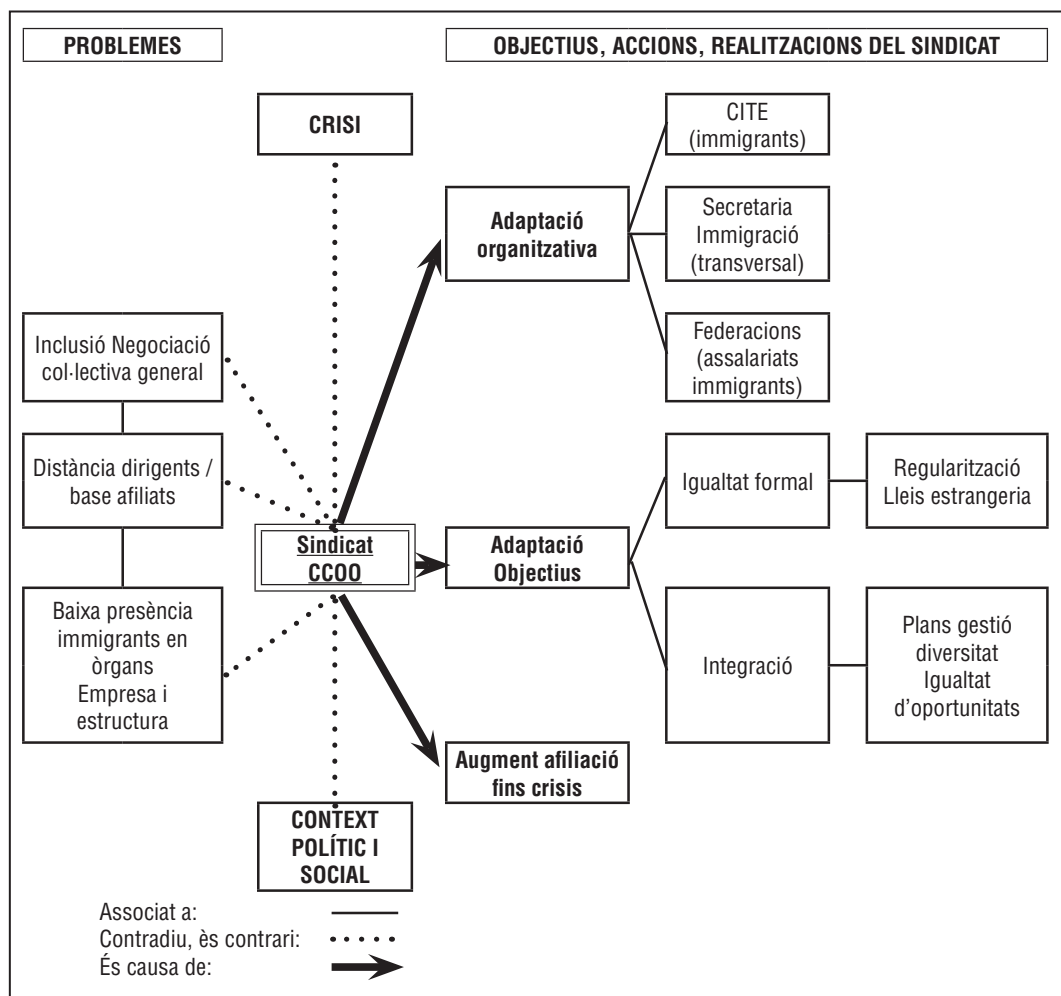 PROBLEMES
OBJECTIUS, ACCIONS, REALITZACIONS DEL SINDICAT
CRISI
CITE
(immigrants)
Adaptació
organitzativa
Secretaria
Immigració
(transversal)
Federacions
(assalariats
immigrants)
Inclusió Negociació
col·lectiva general
Distància dirigents /
base afiliats
Baixa presència
immigrants en
òrgans
Empresa i
estructura
Sindicat
CCOO
Adaptació
Objectius
Igualtat formal
Regularització
Lleis estrangeria
Integració
Plans gestió
diversitat
Igualtat
d’oportunitats
Augment afiliació
fins crisis
CONTEXT
POLÍTIC I
SOCIAL
Associat a:
Contradiu, ès contrari:
És causa de: